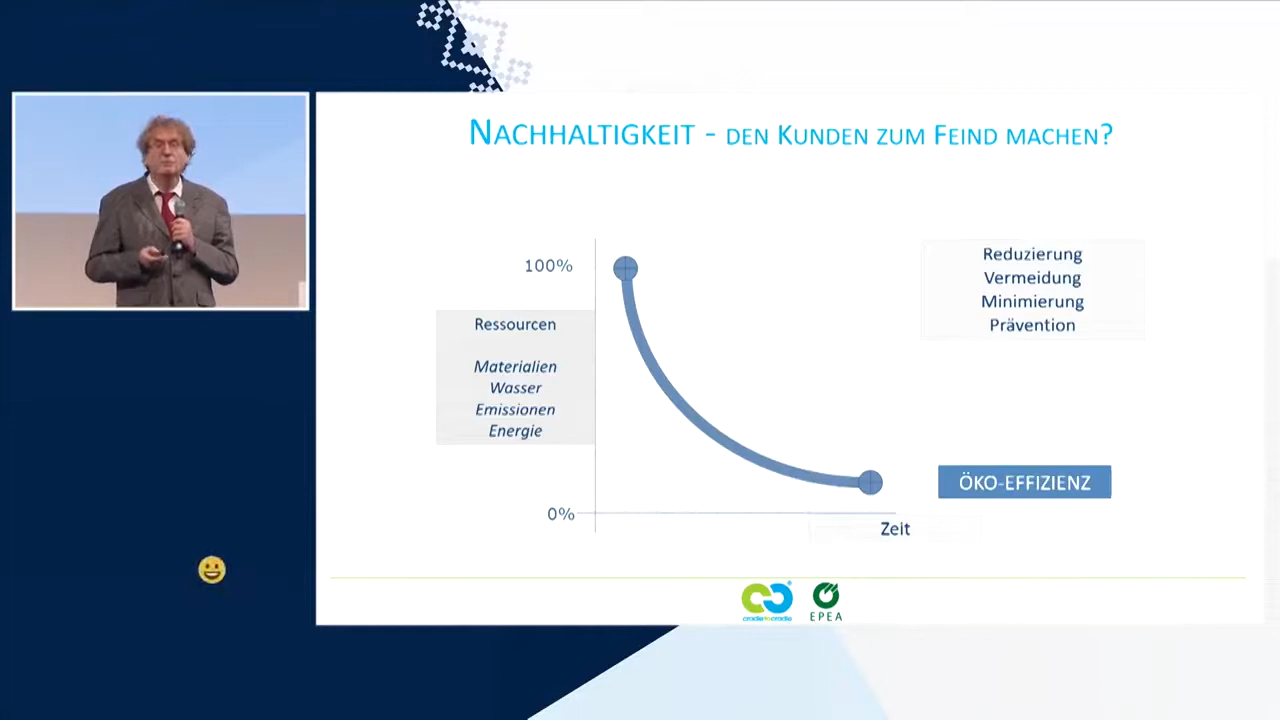 NACHHALTIGKEIT - DEN KUNDEN ZUM FEIND MACHEN?
100%
Ressourcen
Materialien
Wasser
Emissionen
Energie
0%
Zeit
Reduzierung
Vermeidung
Minimierung
Prävention
ÖKO-EFFIZIENZ
cradletocradle
EPEA